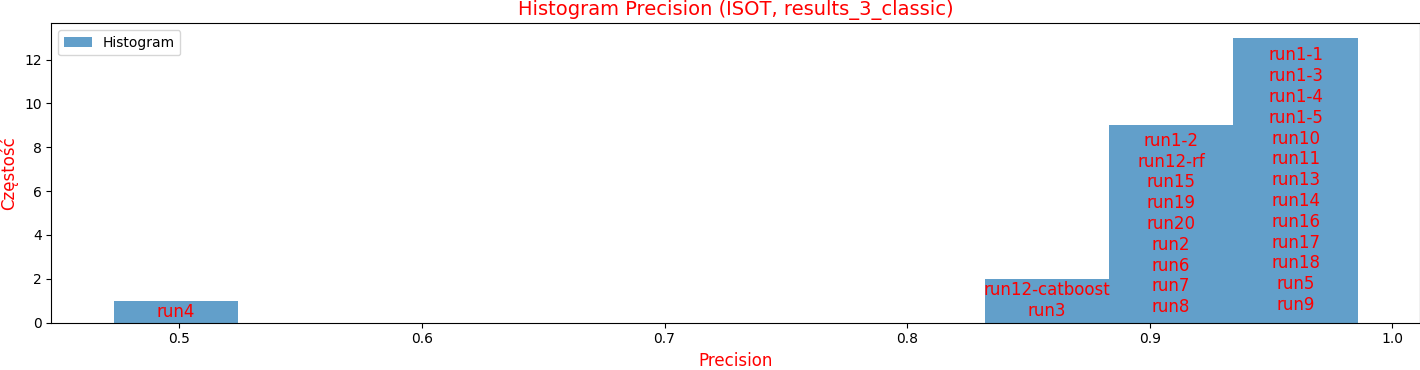 Histogram Precision (ISOT, results_3_classic)
Histogram
Częstość
12
10
8
6
4
2
0
run4
run12-catboost
run3
run1-2
run12-rf
run15
run19
run20
run2
run6
run7
run8
run1-1
run1-3
run1-4
run1-5
run10
run11
run13
run14
run16
run17
run18
run5
run9
0.5
0.6
0.7
0.8
0.9
1.0
Precision